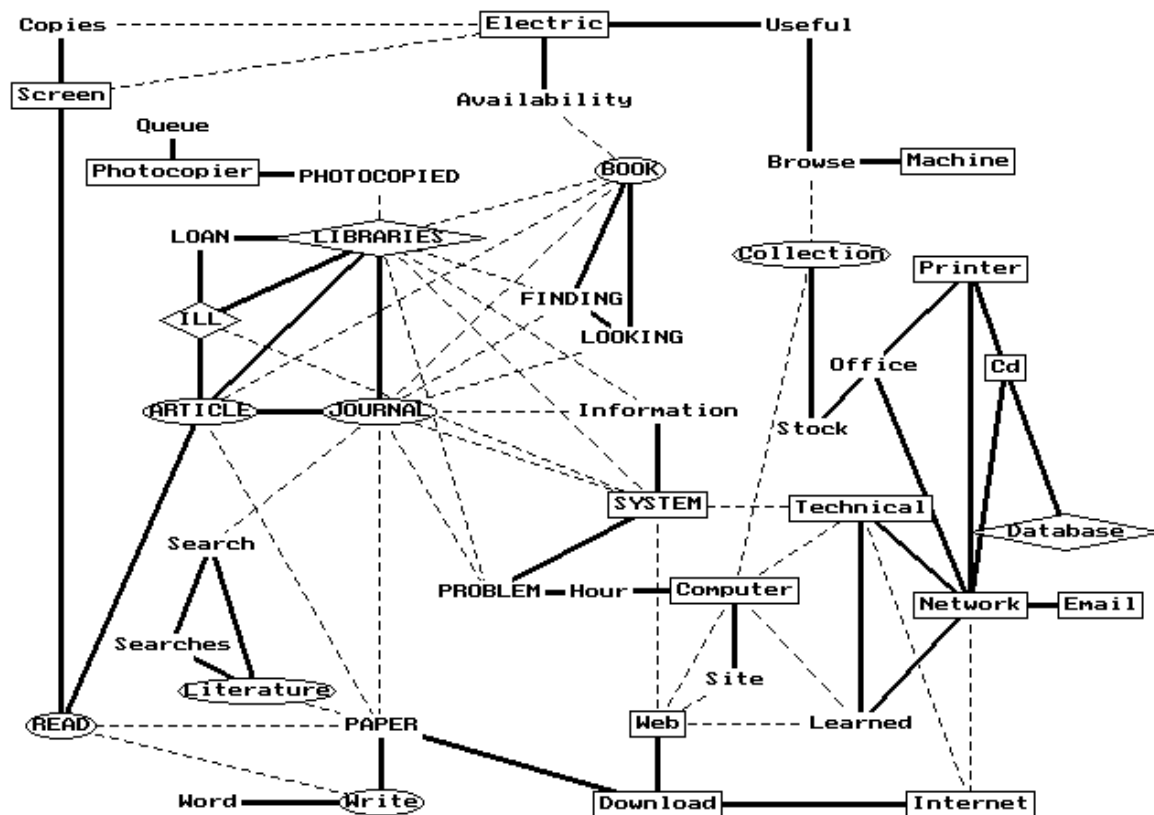 Copies
Electric
Useful
Screen
Availability
Queue
Photocopier
PHOTOCOPIED
BOOK
Browse
Machine
LOAN
LIBRARIES
Collection
Printer
FINDING
ILL
LOOKING
Office
Cd
ARTICLE
JOURNAL
Information
Stock
SYSTEM
Technical
Database
Search
PROBLEM
Hour
Computer
Network
Email
Searches
Site
Literature
READ
PAPER
Web
Learned
Word
Write
Download
Internet